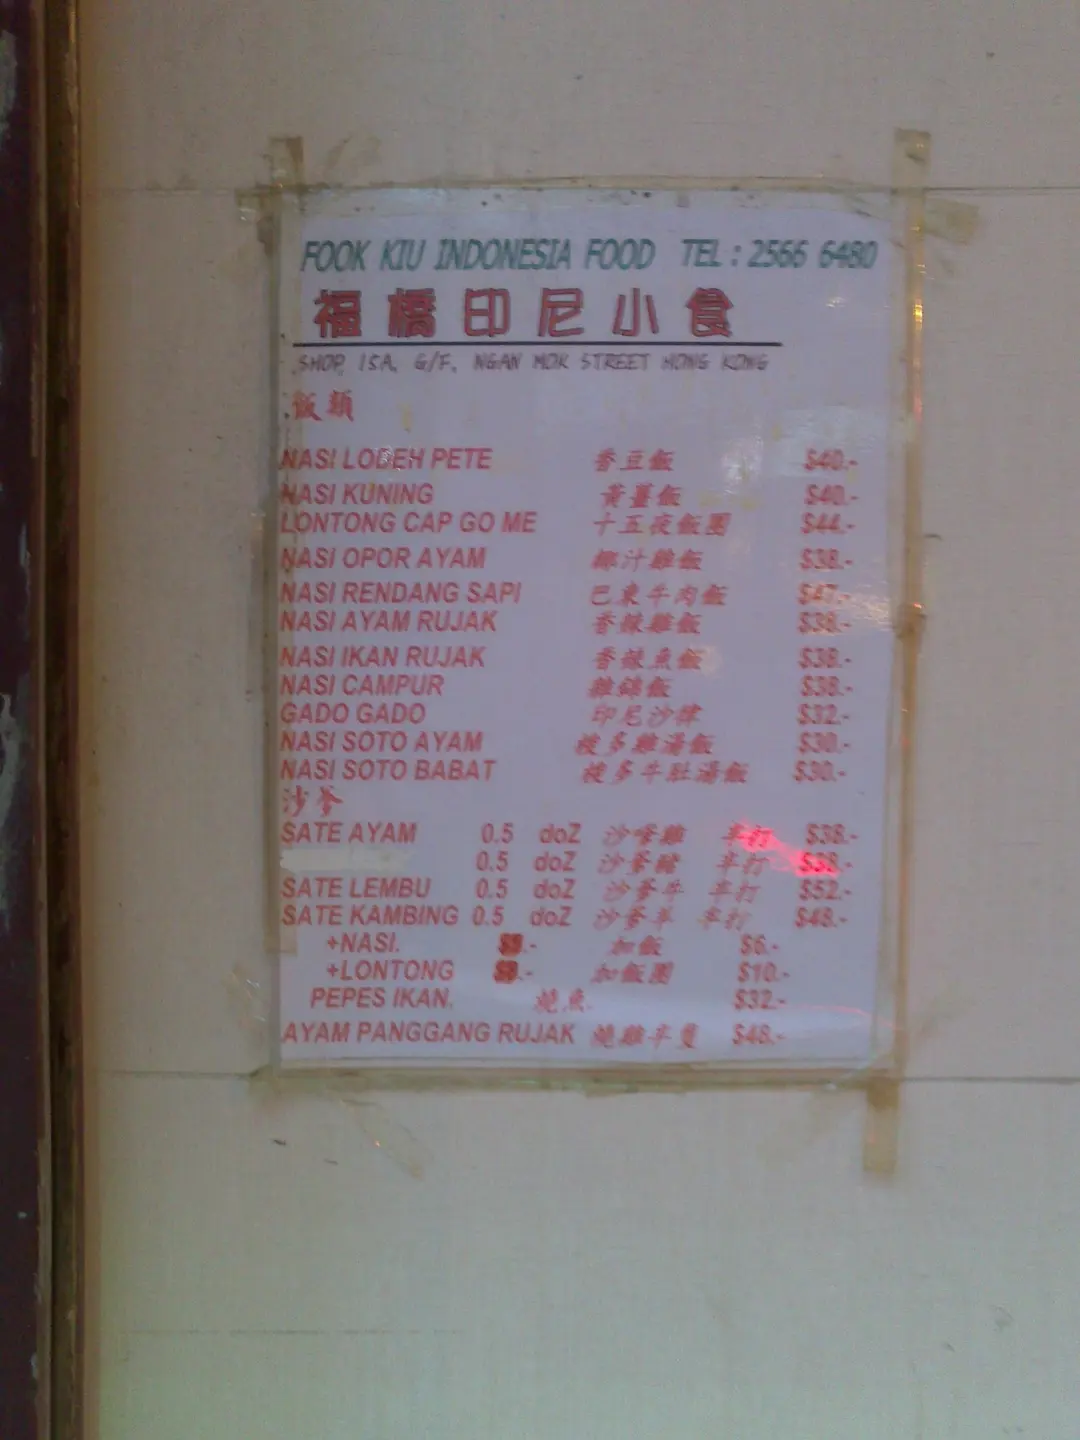 FOOK KIU INDONESIA FOOD TEL : 2566 6480
福橋印尼小食
SHOP, 15A, G/F, NGAN MOK STREET HONG KONG
飯類
NASI LODEH PETE 香豆飯 $40.-
NASI KUNING 黃薑飯 $40.-
LONTONG CAP GO ME 十五夜飯團 $44.-
NASI OPOR AYAM 椰汁雞飯 $38.-
NASI RENDANG SAPI 巴東牛肉飯 $47.-
NASI AYAM RUJAK 香辣雞飯 $38.-
NASI IKAN RUJAK 香辣魚飯 $38.-
NASI CAMPUR 雜錦飯 $38.-
GADO GADO 印尼沙律 $32.-
NASI SOTO AYAM 梭多雞湯飯 $30.-
NASI SOTO BABAT 梭多牛肚湯飯 $30.-
沙爹
SATE AYAM 0.5 doZ 沙嗲雞 半打 $38.-
0.5 doZ 沙爹豬 半打 $38.-
SATE LEMBU 0.5 doZ 沙爹牛 半打 $52.-
SATE KAMBING 0.5 doZ 沙爹羊 半打 $48.-
+NASI. 加飯 $6.-
+LONTONG 加飯團 $10.-
PEPES IKAN. 燒魚. $32.-
AYAM PANGGANG RUJAK 燒雞半隻 $48.-